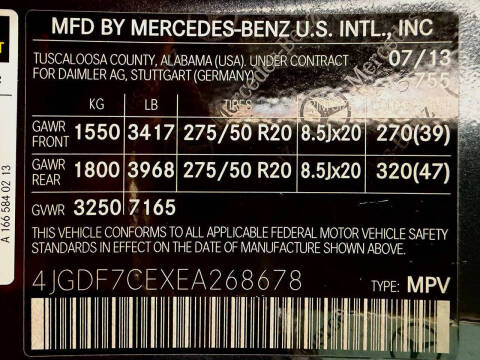 MFD BY MERCEDES-BENZ U.S. INTL., INC
TUSCALOOSA COUNTY, ALABAMA (USA). UNDER CONTRACT 07/13
FOR DAIMLER AG, STUTTGART (GERMANY) 755
KG LB TIRES
GAWR FRONT 1550 3417 275/50 R20 8.5Jx20 270(39)
GAWR REAR 1800 3968 275/50 R20 8.5Jx20 320(47)
GVWR 3250 7165
THIS VEHICLE CONFORMS TO ALL APPLICABLE FEDERAL MOTOR VEHICLE SAFETY
STANDARDS IN EFFECT ON THE DATE OF MANUFACTURE SHOWN ABOVE.
4JGDF7CEXEA268678 TYPE: MPV
A 166 584 02 13
Mercedes-Benz